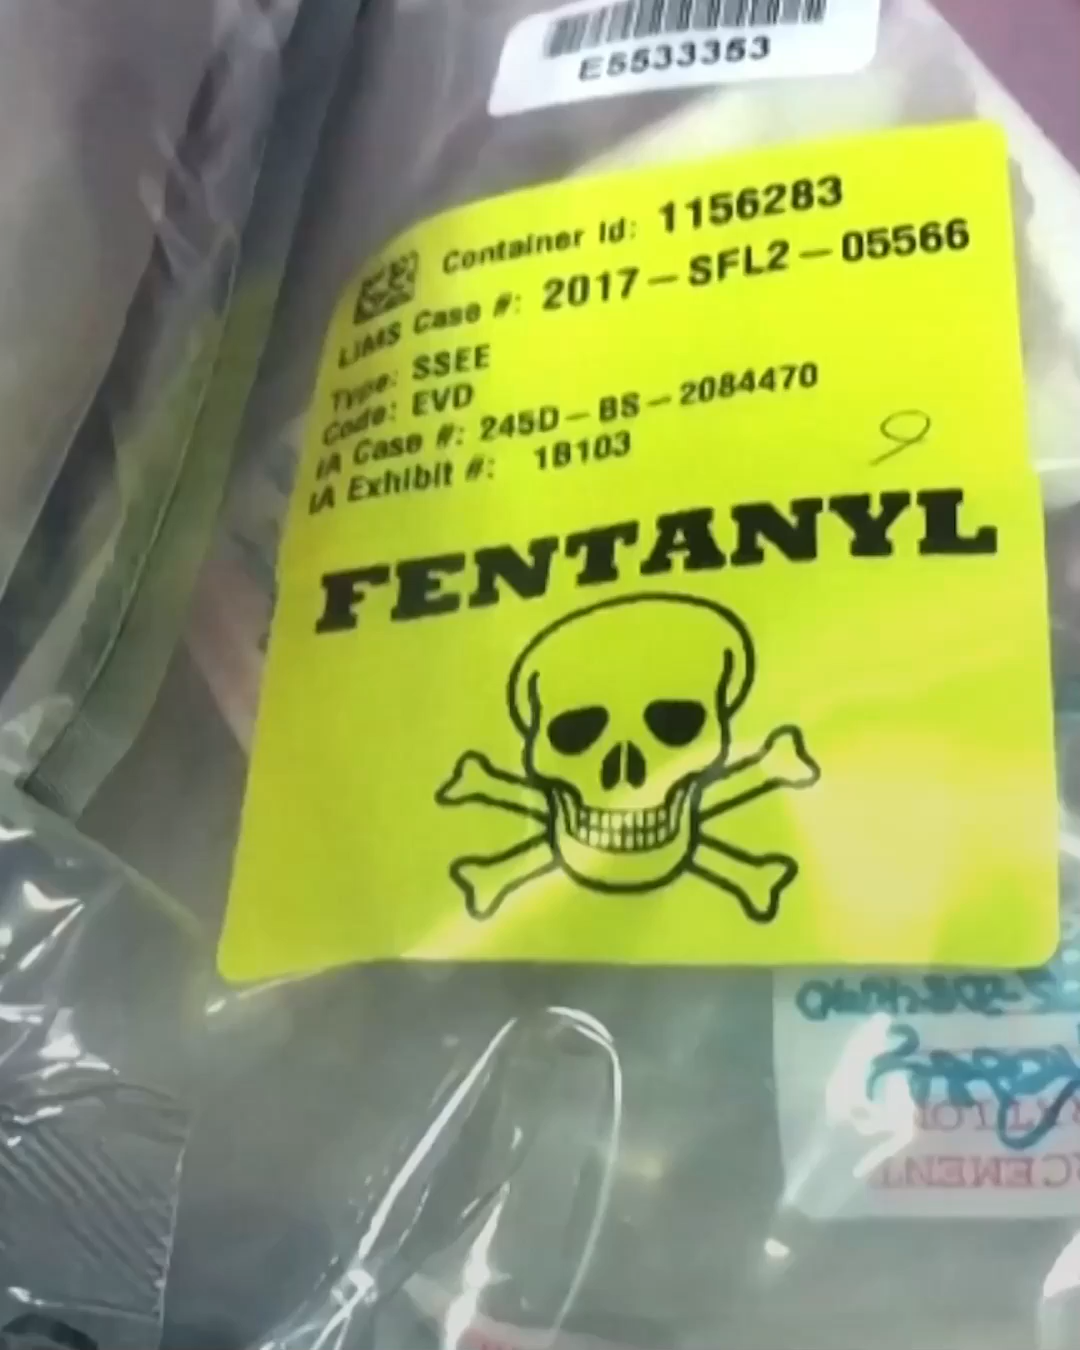 E5533353
Container Id: 1156283
LIMS Case #: 2017-SFL2-05566
Type: SSEE
Code: EVD
IA Case #: 245D-BS-2084470
IA Exhibit #: 1B103
9
FENTANYL